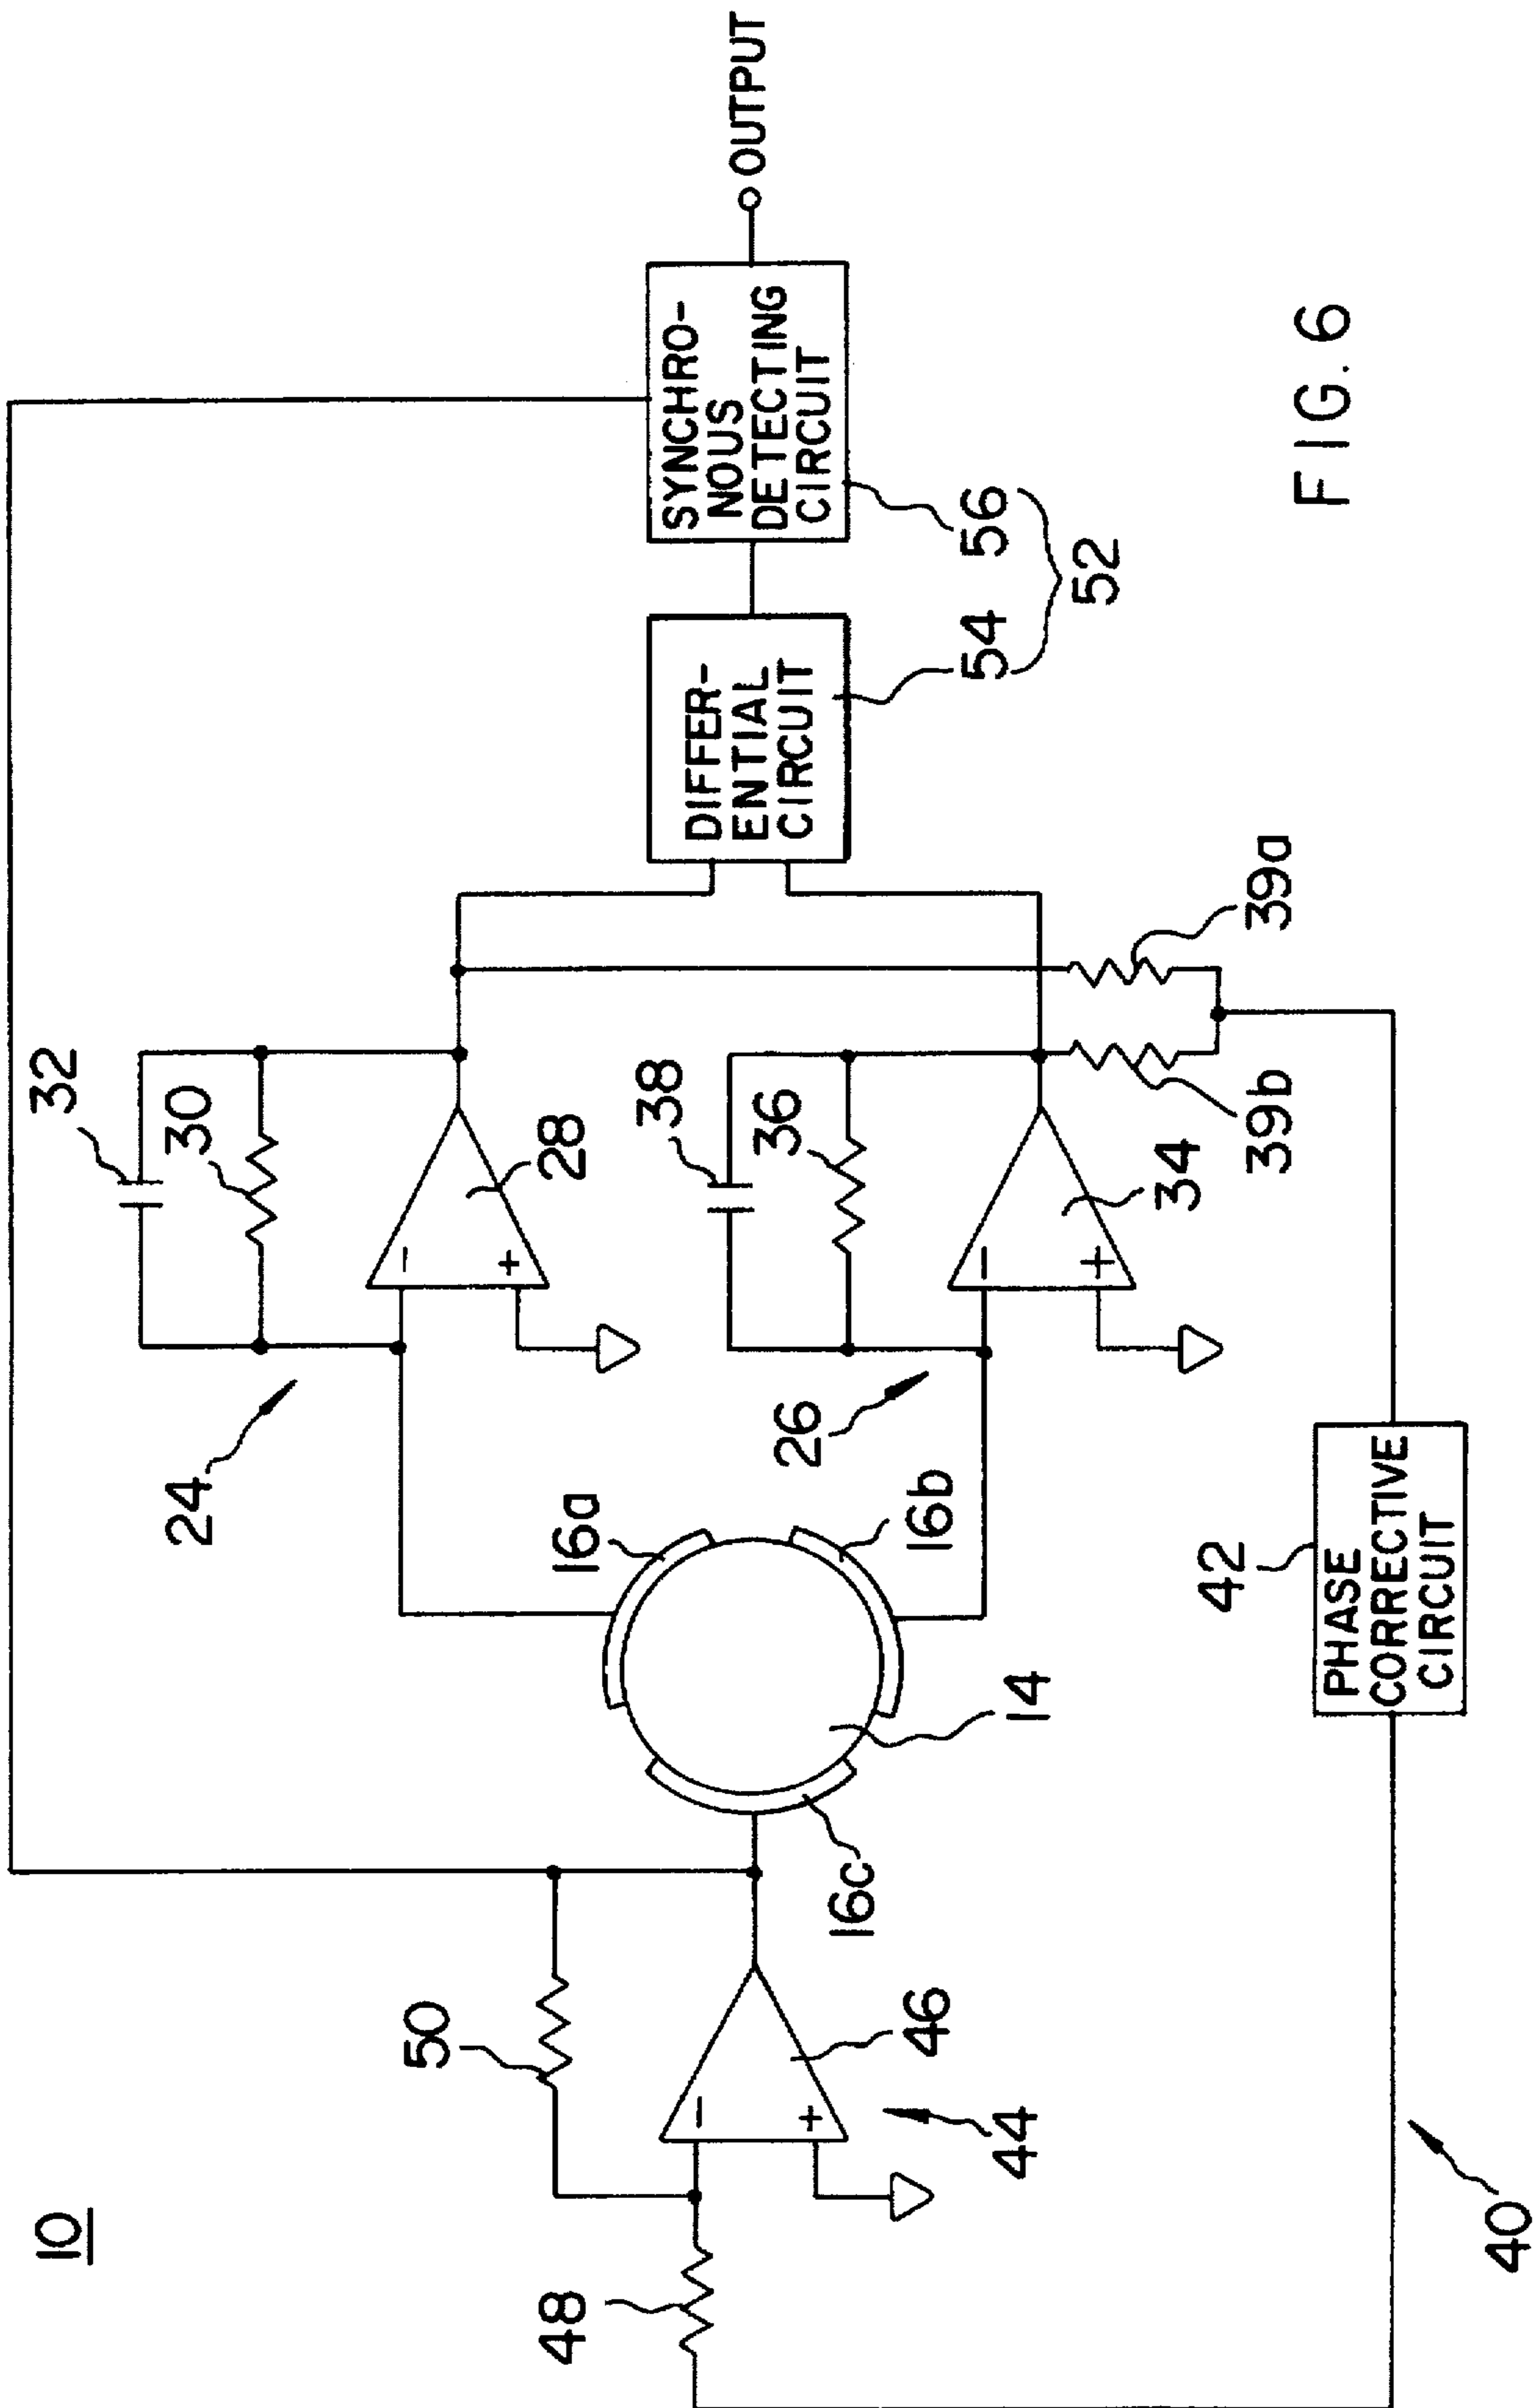 10
32
30
24
28
50
48
46
44
16a
16c
14
16b
38
36
26
34
SYNCHRO-
NOUS
DETECTING
CIRCUIT
OUTPUT
DIFFER-
ENTIAL
CIRCUIT
54 56
52
39a
39b
42
PHASE
CORRECTIVE
CIRCUIT
40
FIG. 6
−
+
−
+
−
+